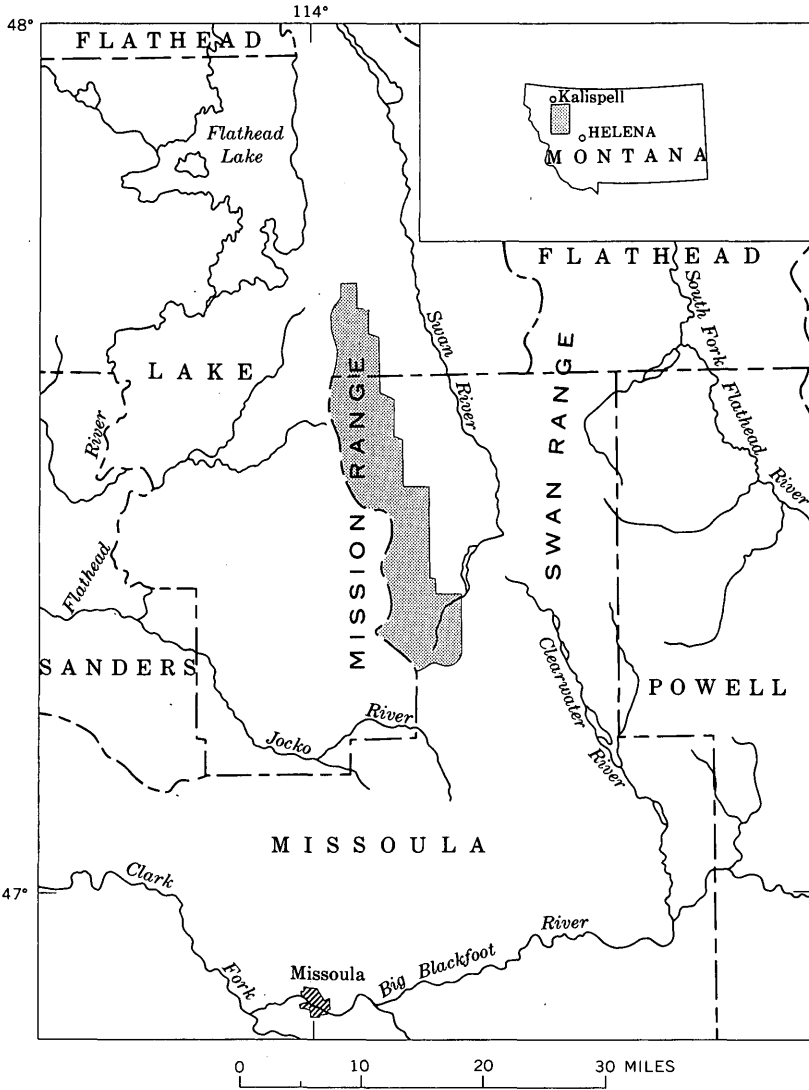 114°
48°
FLATHEAD
Flathead
Lake
Kalispell
HELENA
MONTANA
FLATHEAD
South Fork
Flathead
River
Swan
River
LAKE
MISSION RANGE
SWAN RANGE
River
Flathead
SANDERS
POWELL
Clearwater
River
Jocko
River
MISSOULA
47°
Clark
Fork
Missoula
Big Blackfoot
River
0 10 20 30 MILES